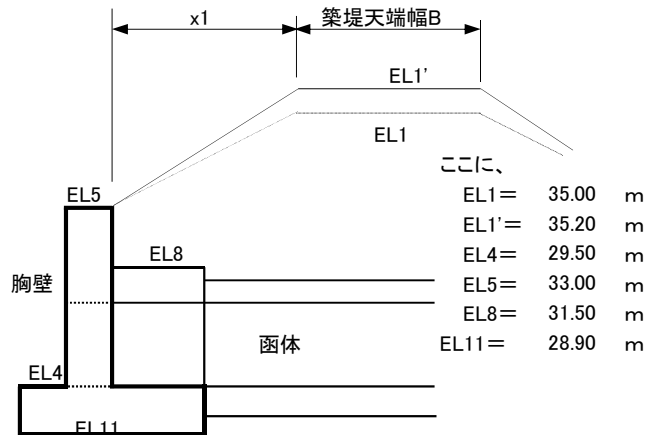 x1
築堤天端幅B
EL1'
EL1
ここに、
EL5
EL1= 35.00 m
EL1'= 35.20 m
EL4= 29.50 m
EL8
EL5= 33.00 m
胸壁
EL8= 31.50 m
函体
EL11= 28.90 m
EL4
EL11